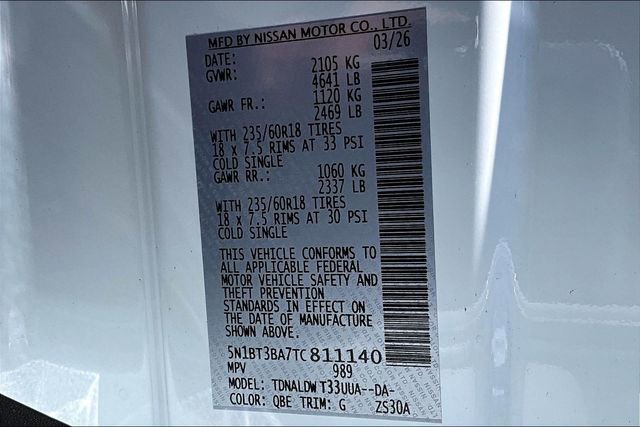 MFD BY NISSAN MOTOR CO., LTD.
DATE: 03/26
GVWR: 2105 KG
4641 LB
GAWR FR.: 1120 KG
2469 LB
WITH 235/60R18 TIRES
18 x 7.5 RIMS AT 33 PSI
COLD SINGLE
GAWR RR.: 1060 KG
2337 LB
WITH 235/60R18 TIRES
18 x 7.5 RIMS AT 30 PSI
COLD SINGLE
THIS VEHICLE CONFORMS TO
ALL APPLICABLE FEDERAL
MOTOR VEHICLE SAFETY AND
THEFT PREVENTION
STANDARDS IN EFFECT ON
THE DATE OF MANUFACTURE
SHOWN ABOVE.
5N1BT3BA7TC811140
MPV 989
MODEL: TDNALDW T33UUA--DA-
COLOR: QBE TRIM: G ZS30A